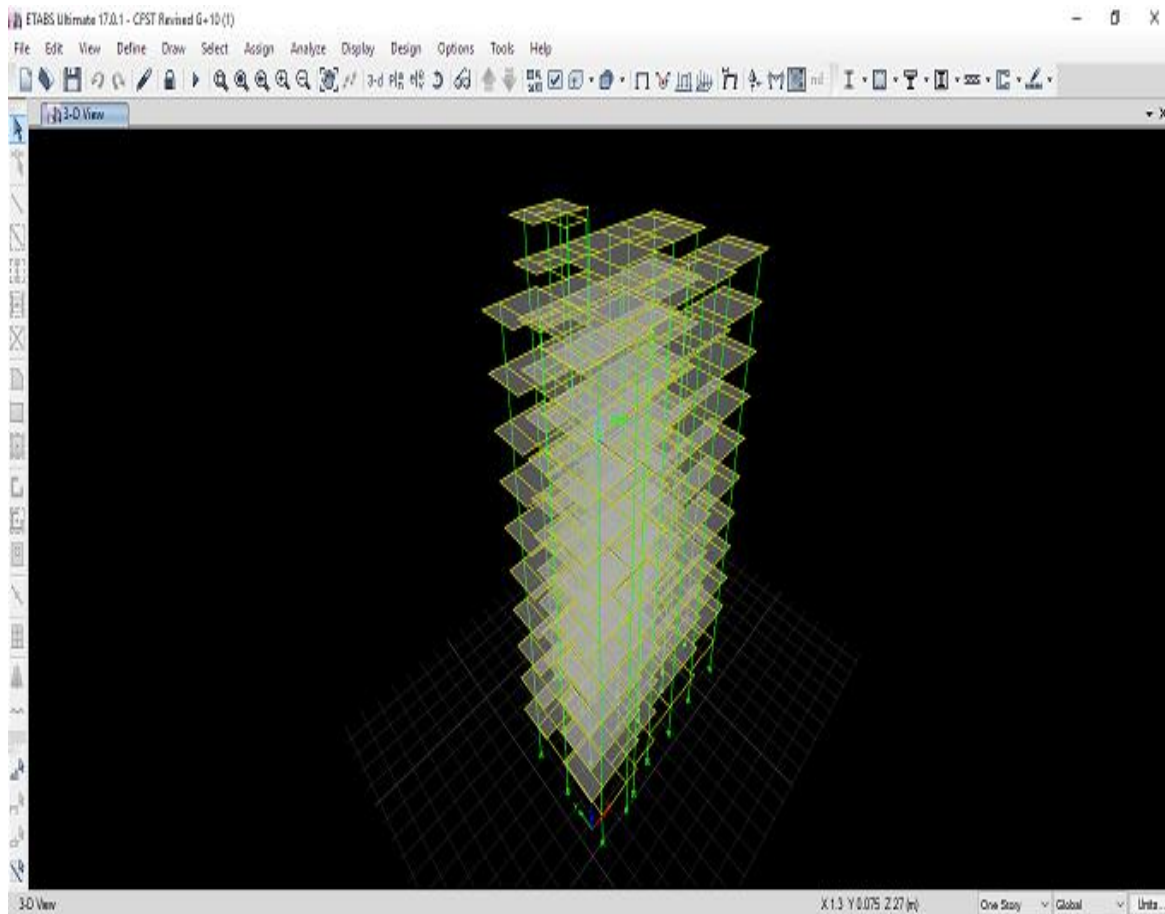 ETABS Ultimate 17.0.1 - CFST Revised G+10 (1)
File Edit View Define Draw Select Assign Analyze Display Design Options Tools Help
3-d
3-D View
3-D View X 1.3 Y 0.075 Z 27 (m) One Story Global Units...